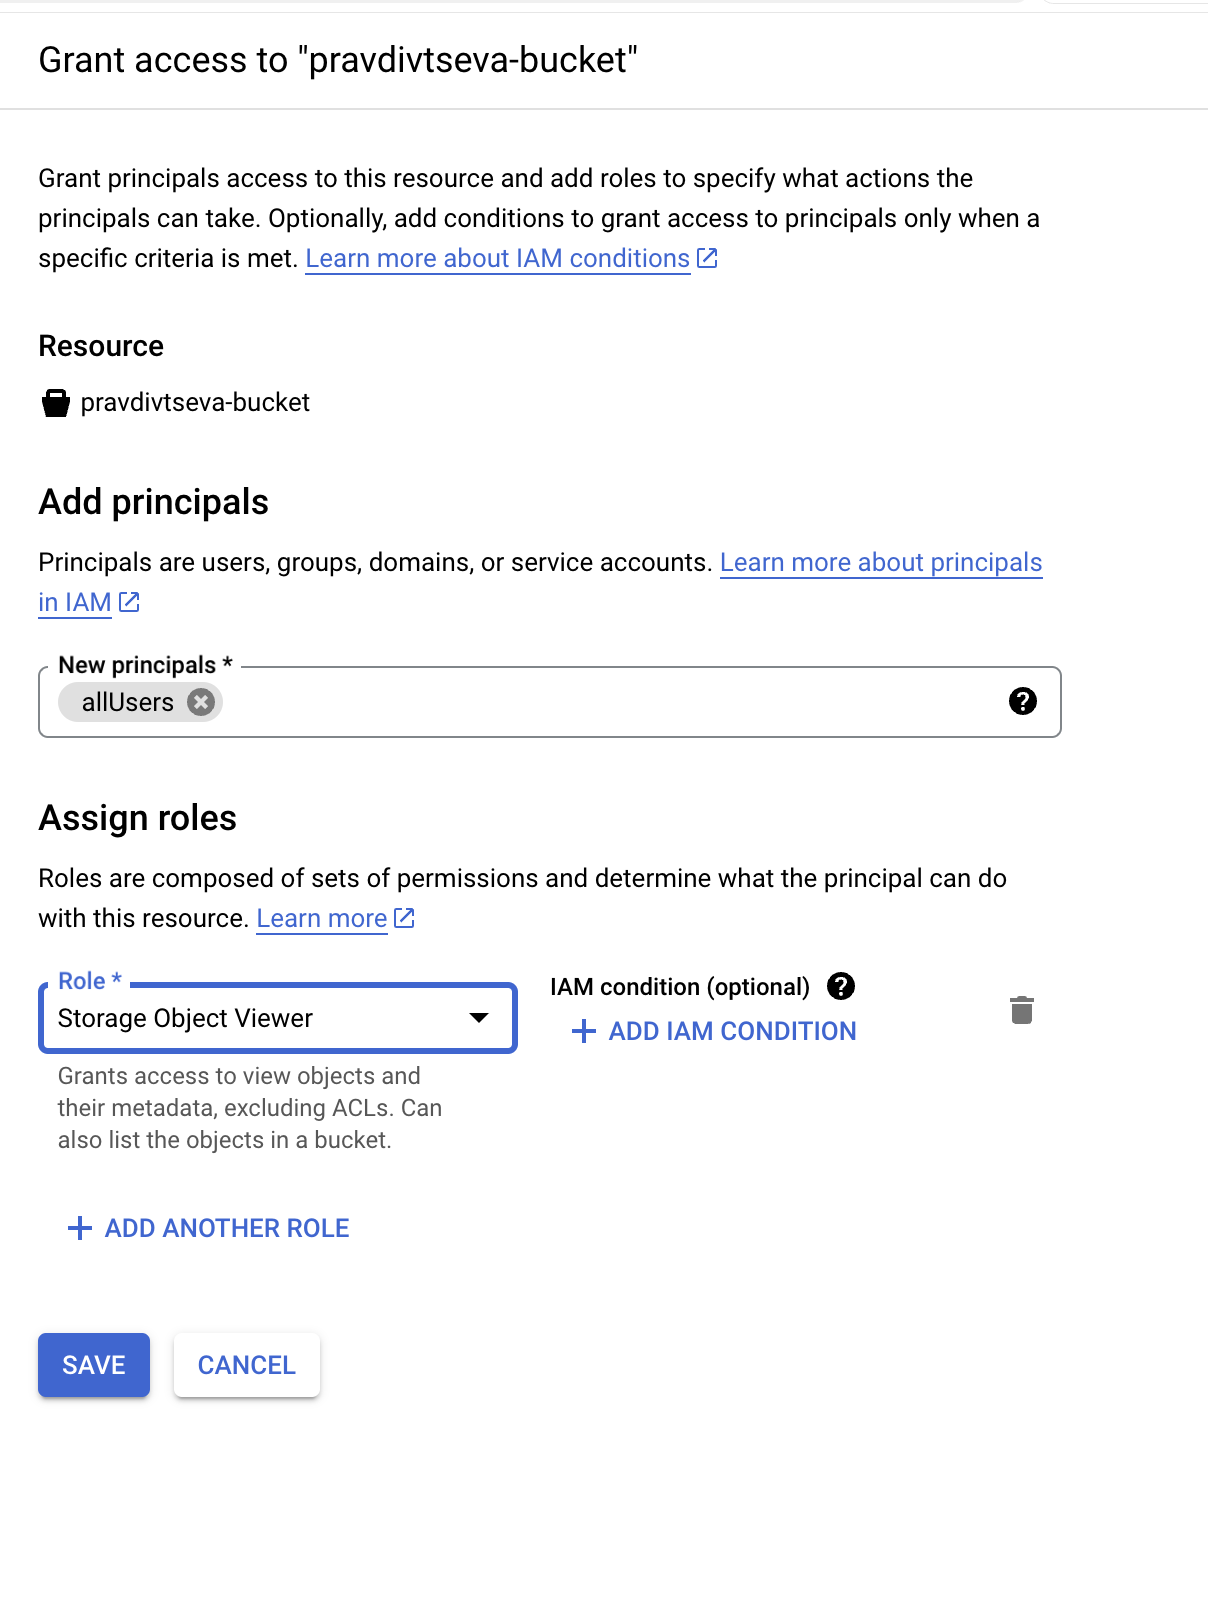 Grant access to "pravdivtseva-bucket"
Grant principals access to this resource and add roles to specify what actions the
principals can take. Optionally, add conditions to grant access to principals only when a
specific criteria is met. Learn more about IAM conditions
Resource
pravdivtseva-bucket
Add principals
Principals are users, groups, domains, or service accounts. Learn more about principals
in IAM
New principals *
allUsers
Assign roles
Roles are composed of sets of permissions and determine what the principal can do
with this resource. Learn more
Role *
Storage Object Viewer
Grants access to view objects and
their metadata, excluding ACLs. Can
also list the objects in a bucket.
IAM condition (optional)
ADD IAM CONDITION
ADD ANOTHER ROLE
SAVE
CANCEL